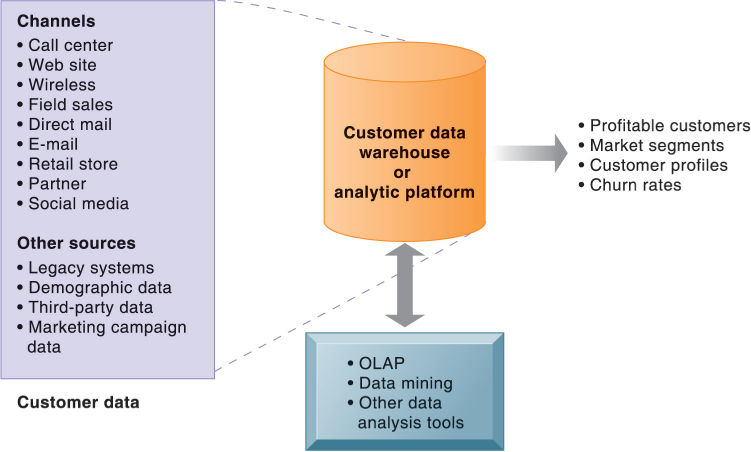 Channels
• Call center
• Web site
• Wireless
• Field sales
• Direct mail
• E-mail
• Retail store
• Partner
• Social media
Other sources
• Legacy systems
• Demographic data
• Third-party data
• Marketing campaign
data
Customer data
Customer data
warehouse
or
analytic platform
• Profitable customers
• Market segments
• Customer profiles
• Churn rates
• OLAP
• Data mining
• Other data
analysis tools